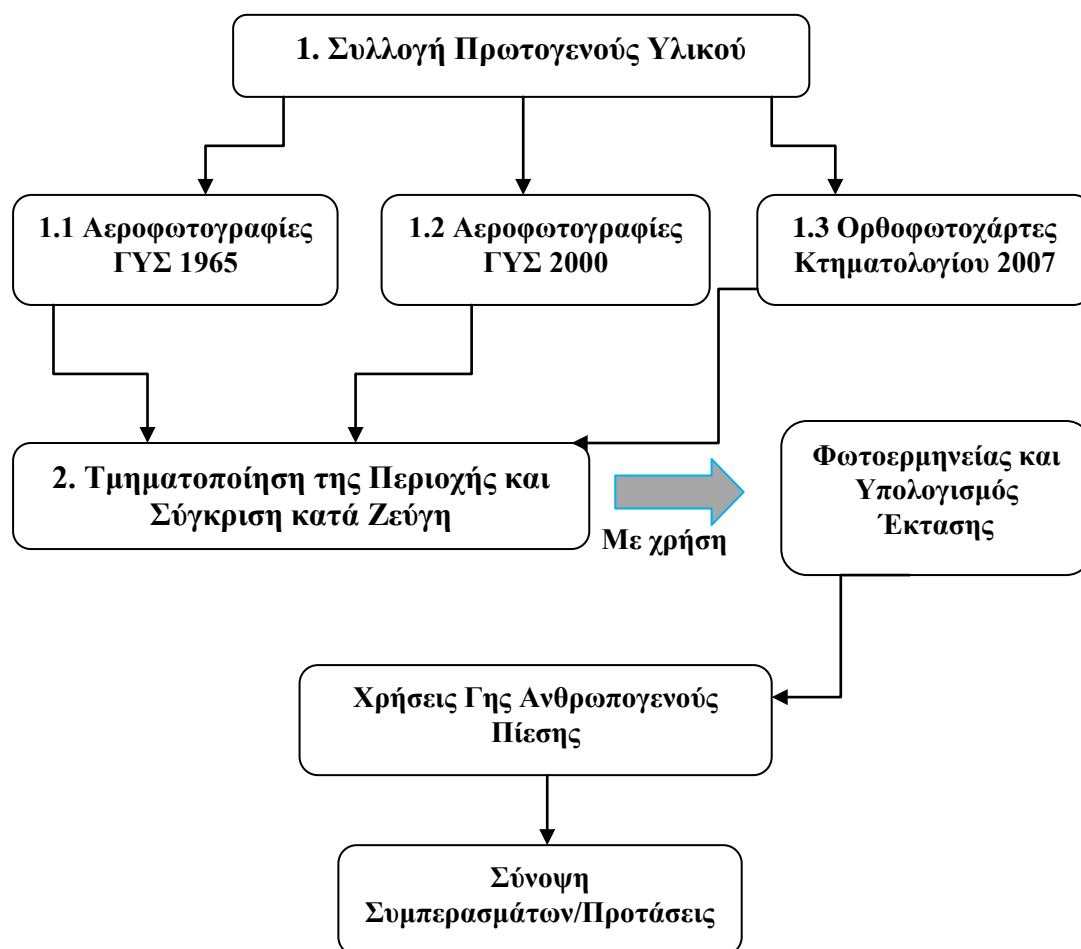 1. Συλλογή Πρωτογενούς Υλικού
1.1 Αεροφωτογραφίες
ΓΥΣ 1965
1.2 Αεροφωτογραφίες
ΓΥΣ 2000
1.3 Ορθοφωτοχάρτες
Κτηματολογίου 2007
2. Τμηματοποίηση της Περιοχής και
Σύγκριση κατά Ζεύγη
Με χρήση
Φωτοερμηνείας και
Υπολογισμός
Έκτασης
Χρήσεις Γης Ανθρωπογενούς
Πίεσης
Σύνοψη
Συμπερασμάτων/Προτάσεις